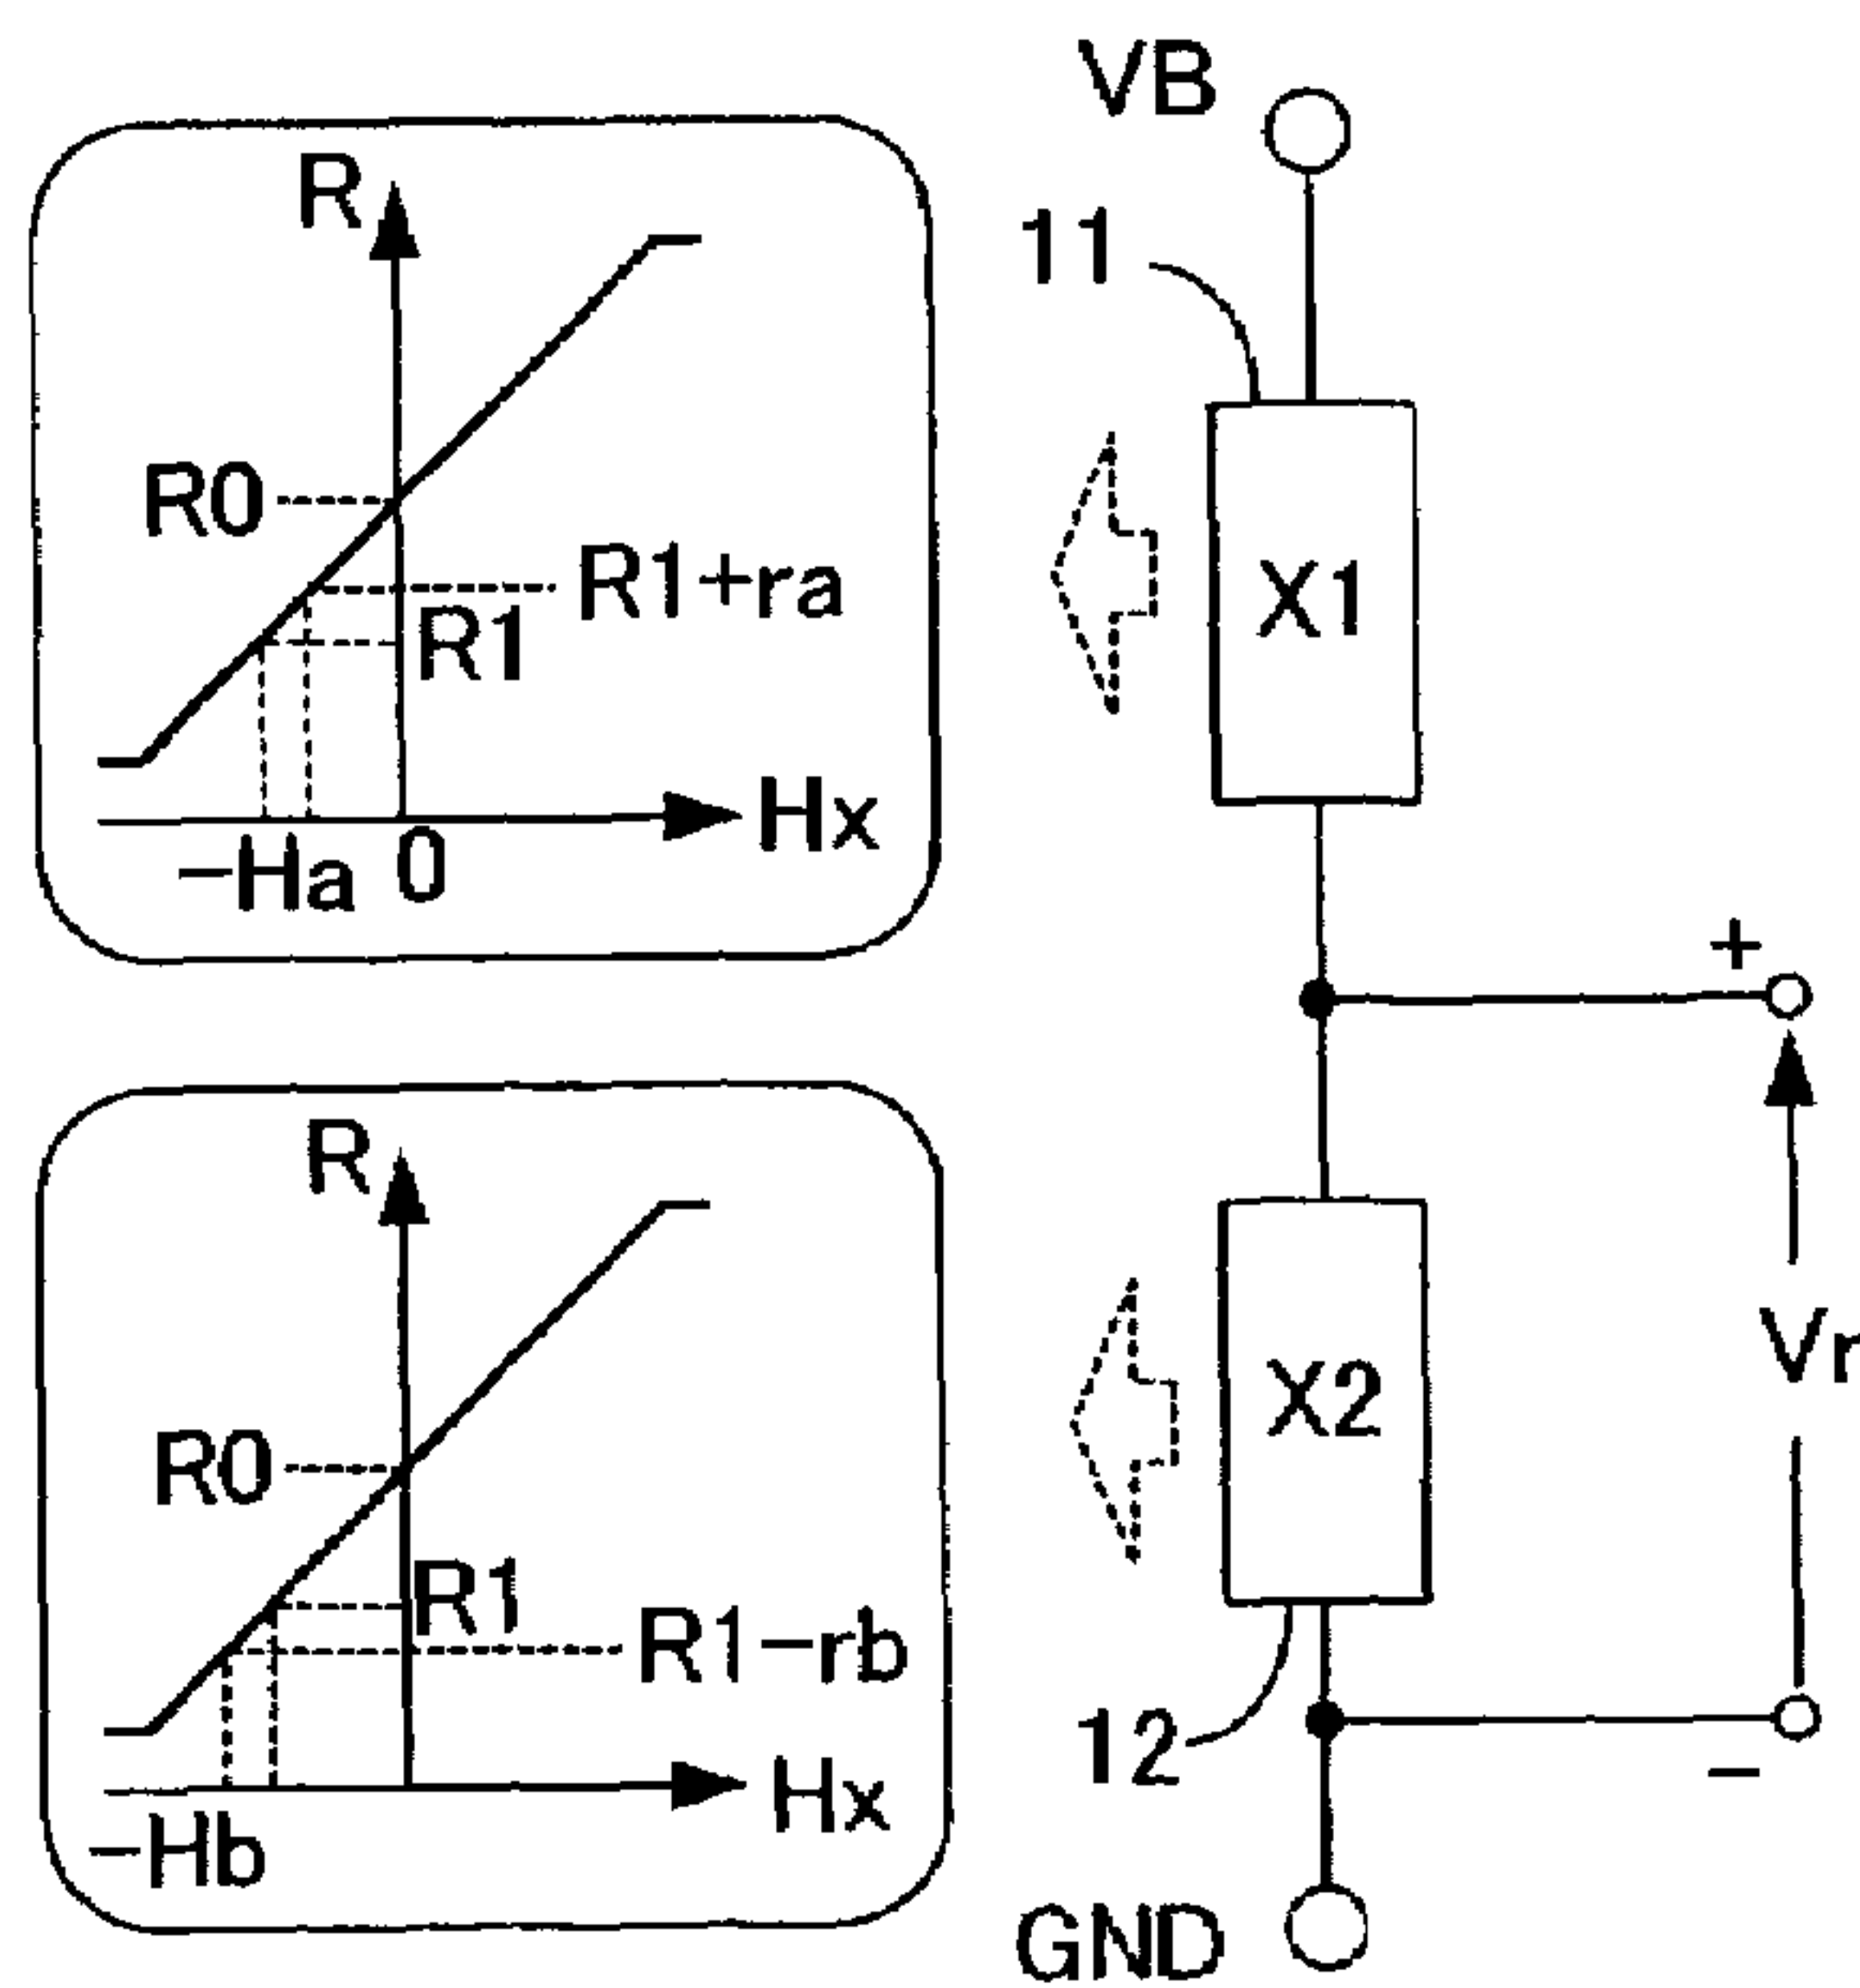 R
R0
R1+ra
R1
Hx
−Ha 0
R
R0
R1
R1−rb
Hx
−Hb
VB
11
X1
+
X2
Vr
12
−
GND